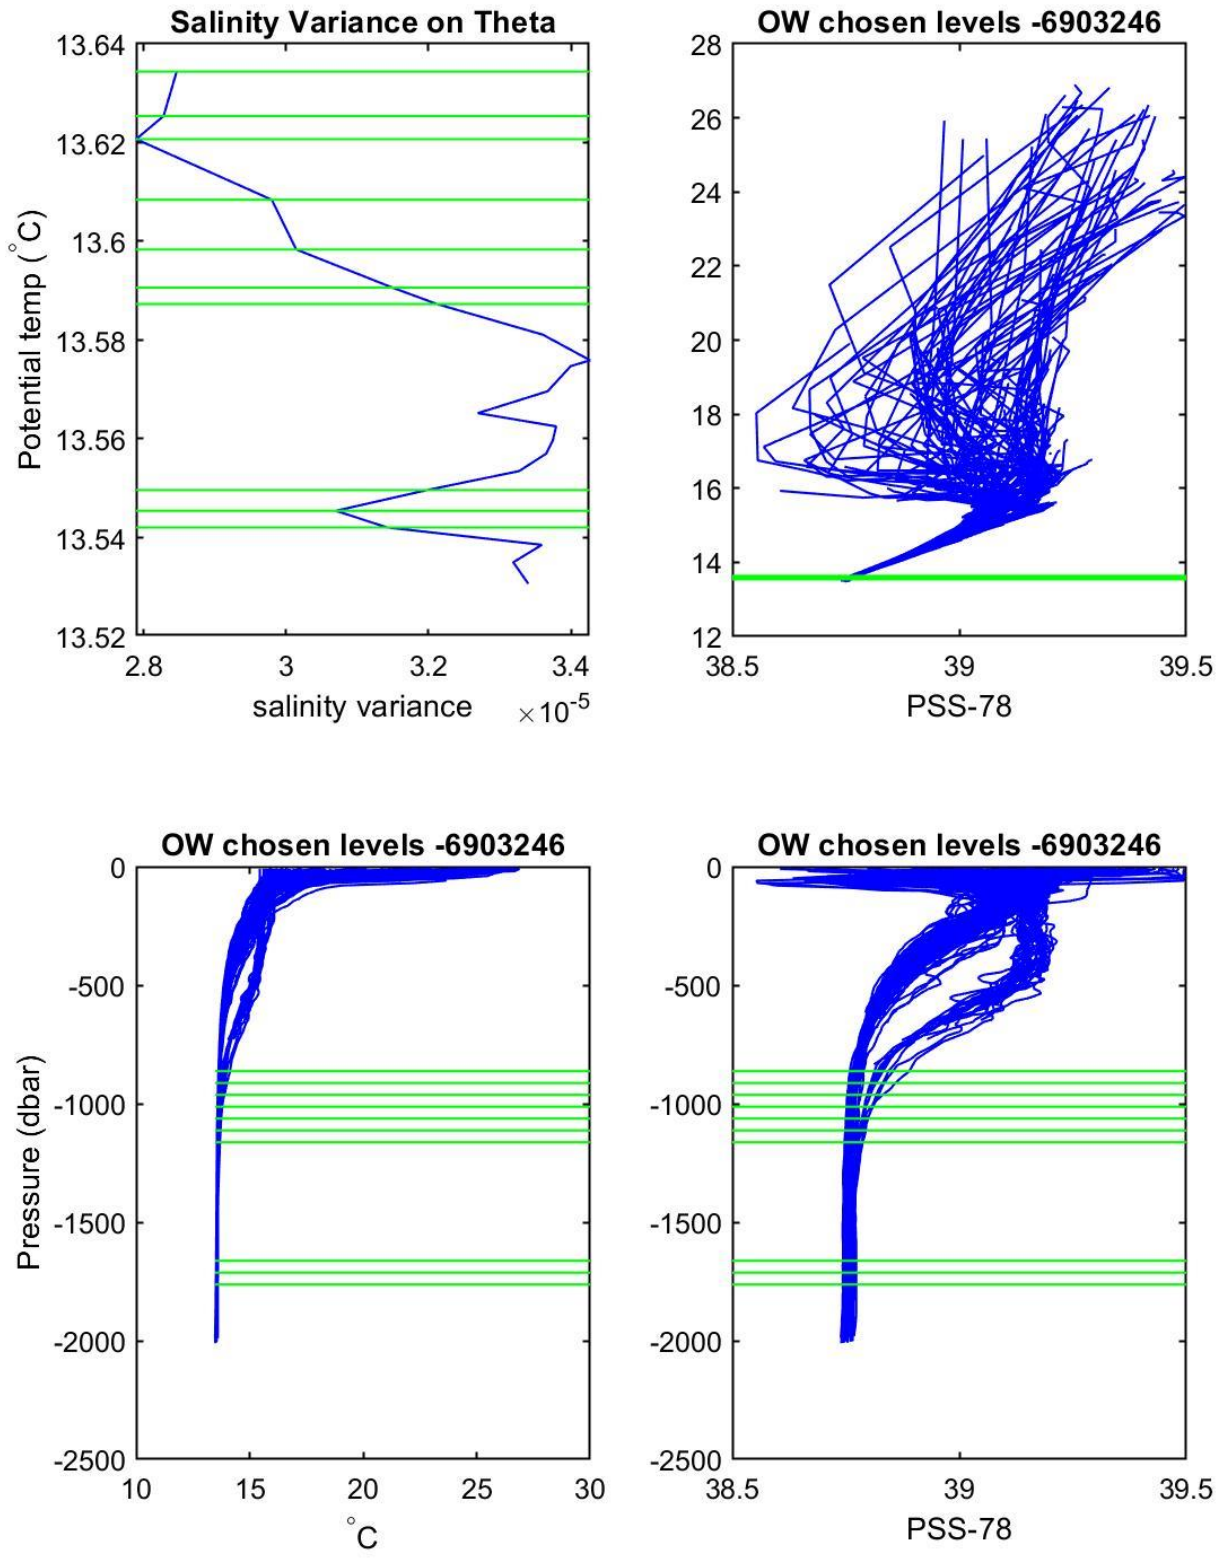 Salinity Variance on Theta
13.64
13.62
13.6
13.58
13.56
13.54
13.52
Potential temp (°C)
2.8 3 3.2 3.4
salinity variance ×10-5
OW chosen levels -6903246
28
26
24
22
20
18
16
14
12
38.5 39 39.5
PSS-78
OW chosen levels -6903246
0
-500
-1000
-1500
-2000
-2500
Pressure (dbar)
10 15 20 25 30
°C
OW chosen levels -6903246
0
-500
-1000
-1500
-2000
-2500
38.5 39 39.5
PSS-78